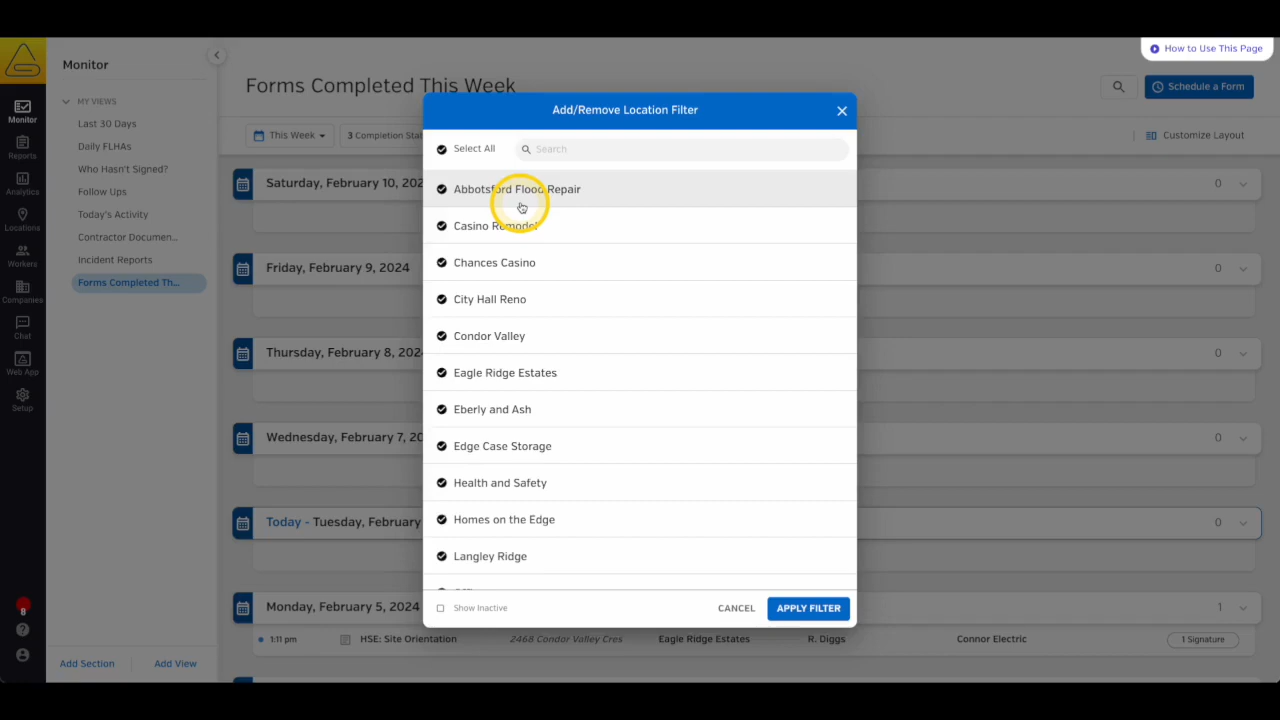 How to Use This Page
Monitor
MY VIEWS
Last 30 Days
Daily FLHAs
Who Hasn't Signed?
Follow Ups
Today's Activity
Contractor Documen...
Incident Reports
Forms Completed Th...
Add Section
Add View
Monitor
Reports
Analytics
Locations
Workers
Companies
Chat
Web App
Setup
8
Forms Completed This Week
Schedule a Form
This Week
3 Completion
Customize Layout
Saturday, February 10, 202
0
Friday, February 9, 2024
0
Thursday, February 8, 202
0
Wednesday, February 7, 20
0
Today - Tuesday, February
0
Monday, February 5, 2024
1
1:11 pm HSE: Site Orientation 2468 Condor Valley Cres Eagle Ridge Estates R. Diggs Connor Electric 1 Signature
Add/Remove Location Filter
Select All
Search
Abbotsford Flood Repair
Casino Remodel
Chances Casino
City Hall Reno
Condor Valley
Eagle Ridge Estates
Eberly and Ash
Edge Case Storage
Health and Safety
Homes on the Edge
Langley Ridge
Show Inactive
CANCEL
APPLY FILTER